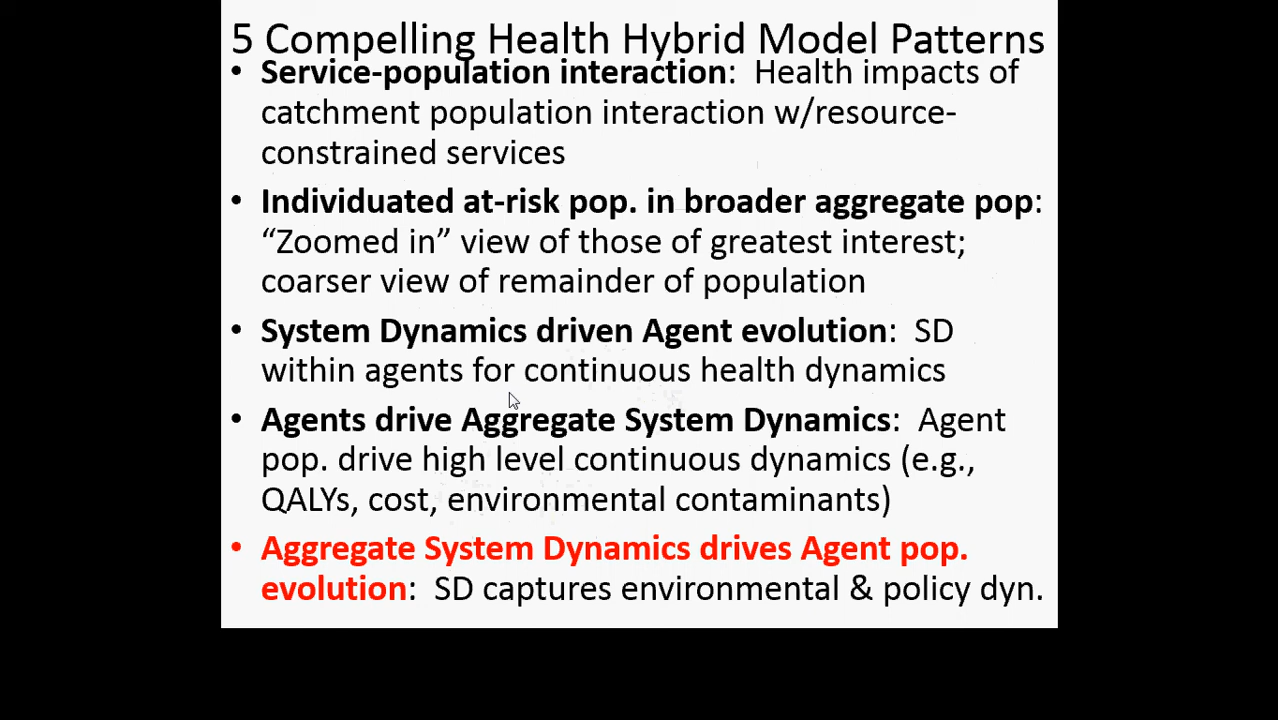 5 Compelling Health Hybrid Model Patterns
• Service-population interaction: Health impacts of
catchment population interaction w/resource-
constrained services
• Individuated at-risk pop. in broader aggregate pop:
“Zoomed in” view of those of greatest interest;
coarser view of remainder of population
• System Dynamics driven Agent evolution: SD
within agents for continuous health dynamics
• Agents drive Aggregate System Dynamics: Agent
pop. drive high level continuous dynamics (e.g.,
QALYs, cost, environmental contaminants)
• Aggregate System Dynamics drives Agent pop.
evolution: SD captures environmental & policy dyn.